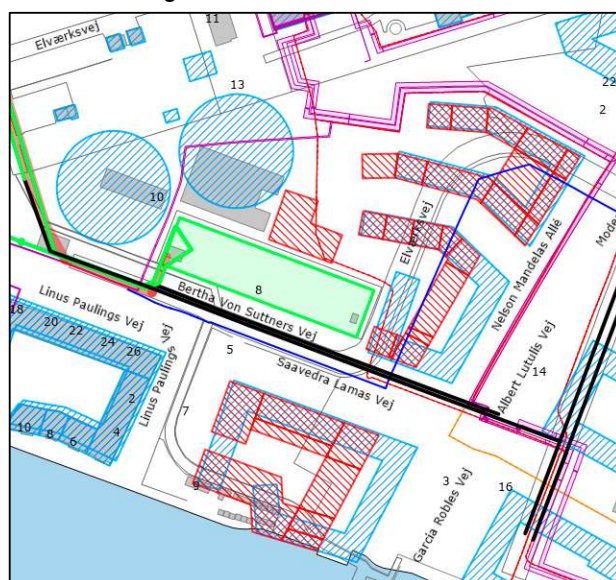 Elværksvej
11
22
2
13
10
Elværksvej
Nelson Mandelas Allé
Mode
8
Bertha Von Suttners Vej
Linus Paulings Vej
18
20
22
24
26
5
Linus Paulings Vej
Saavedra Lamas Vej
Albert Lutulis Vej
14
2
7
4
10
8
6
3
9
16
Garcia Robles Vej